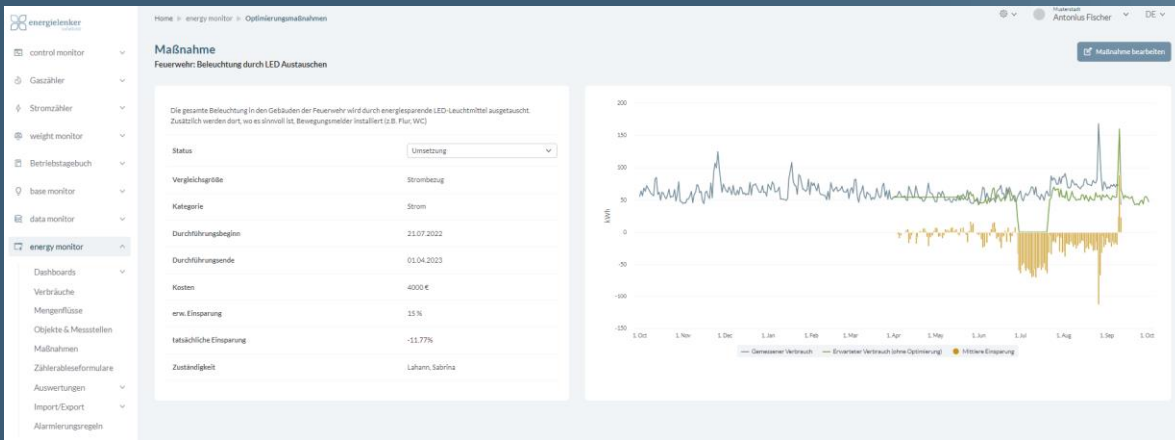 energielenker
Home > energy monitor > Optimierungsmaßnahmen
Musterstadt
Antonius Fischer
DE
Maßnahme
Feuerwehr: Beleuchtung durch LED Austauschen
Maßnahme bearbeiten
control monitor
Gaszähler
Stromzähler
weight monitor
Betriebstagebuch
base monitor
data monitor
energy monitor
Dashboards
Verbräuche
Mengenflüsse
Objekte & Messstellen
Maßnahmen
Zählerableseformulare
Auswertungen
Import/Export
Alarmierungsregeln
Die gesamte Beleuchtung in den Gebäuden der Feuerwehr wird durch energiesparende LED-Leuchtmittel ausgetauscht.
Zusätzlich werden dort, wo es sinnvoll ist, Bewegungsmelder installiert (z.B. Flur, WC)
Status Umsetzung
Vergleichsgröße Strombezug
Kategorie Strom
Durchführungsbeginn 21.07.2022
Durchführungsende 01.04.2023
Kosten 4000 €
erw. Einsparung 15 %
tatsächliche Einsparung -11,77%
Zuständigkeit Lahann, Sabrina
200
150
100
50
0
-50
-100
-150
kWh
1. Oct 1. Nov 1. Dec 1. Jan 1. Feb 1. Mar 1. Apr 1. May 1. Jun 1. Jul 1. Aug 1. Sep 1. Oct
Gemessener Verbrauch Erwarteter Verbrauch (ohne Optimierung) Mittlere Einsparung